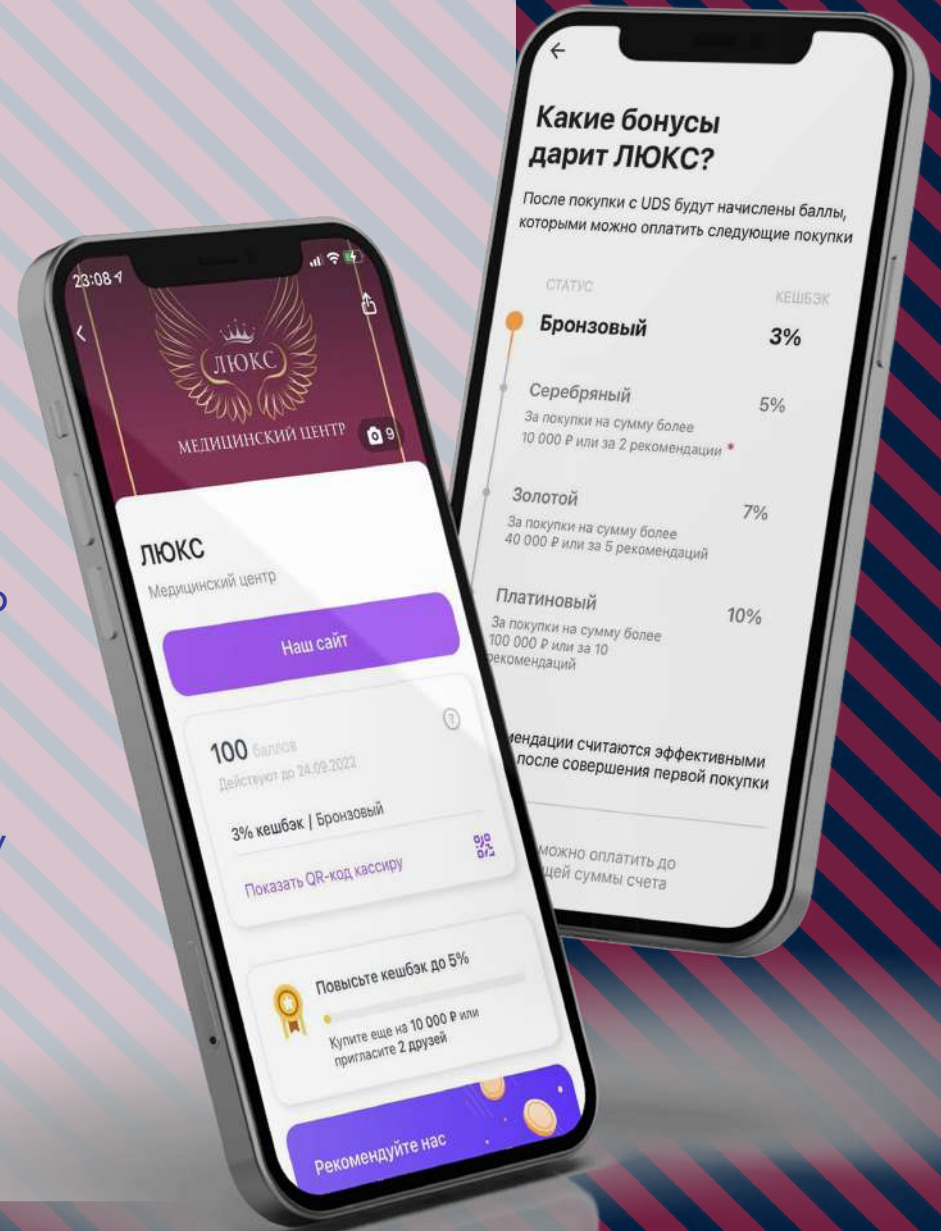 23:08
ЛЮКС
МЕДИЦИНСКИЙ ЦЕНТР
9
ЛЮКС
Медицинский центр
Наш сайт
100 баллов
Действуют до 24.09.2022
3% кешбэк | Бронзовый
Показать QR-код кассиру
Повысьте кешбэк до 5%
Купите еще на 10 000 ₽ или
пригласите 2 друзей
Рекомендуйте нас
Какие бонусы
дарит ЛЮКС?
После покупки с UDS будут начислены баллы,
которыми можно оплатить следующие покупки
СТАТУС КЕШБЭК
Бронзовый 3%
Серебряный 5%
За покупки на сумму более
10 000 ₽ или за 2 рекомендации *
Золотой 7%
За покупки на сумму более
40 000 ₽ или за 5 рекомендаций
Платиновый 10%
За покупки на сумму более
100 000 ₽ или за 10
рекомендаций
мендации считаются эффективными
после совершения первой покупки
можно оплатить до
щей суммы счета